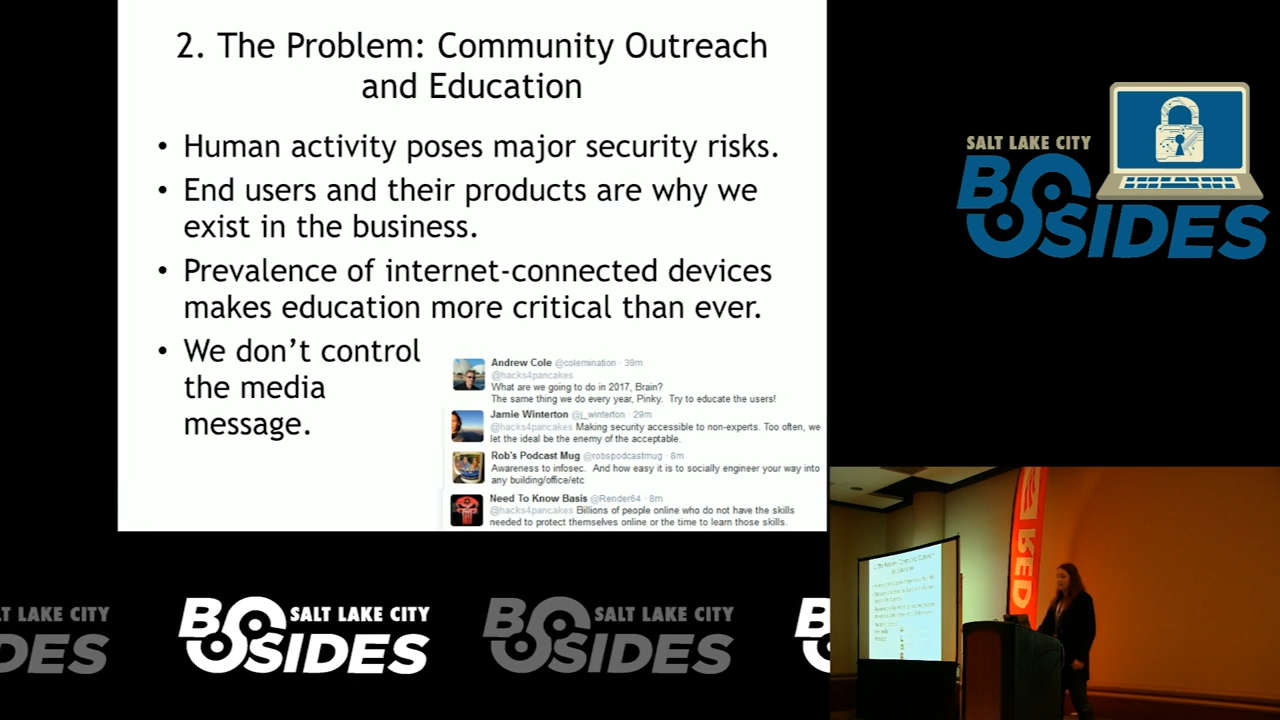 2. The Problem: Community Outreach
and Education
• Human activity poses major security risks.
• End users and their products are why we
exist in the business.
• Prevalence of internet-connected devices
makes education more critical than ever.
• We don’t control
the media
message.
Andrew Cole @colemination · 39m
@hacks4pancakes
What are we going to do in 2017, Brain?
The same thing we do every year, Pinky. Try to educate the users!
Jamie Winterton @j_winterton · 29m
@hacks4pancakes Making security accessible to non-experts. Too often, we
let the ideal be the enemy of the acceptable.
Rob's Podcast Mug @robspodcastmug · 8m
Awareness to infosec. And how easy it is to socially engineer your way into
any building/office/etc
Need To Know Basis @Render64 · 8m
@hacks4pancakes Billions of people online who do not have the skills
needed to protect themselves online or the time to learn those skills.
SALT LAKE CITY
BSIDES
RED
T LAKE CITY
DES
SALT LAKE CITY
BSIDES
SALT LAKE CITY
BSIDES
B